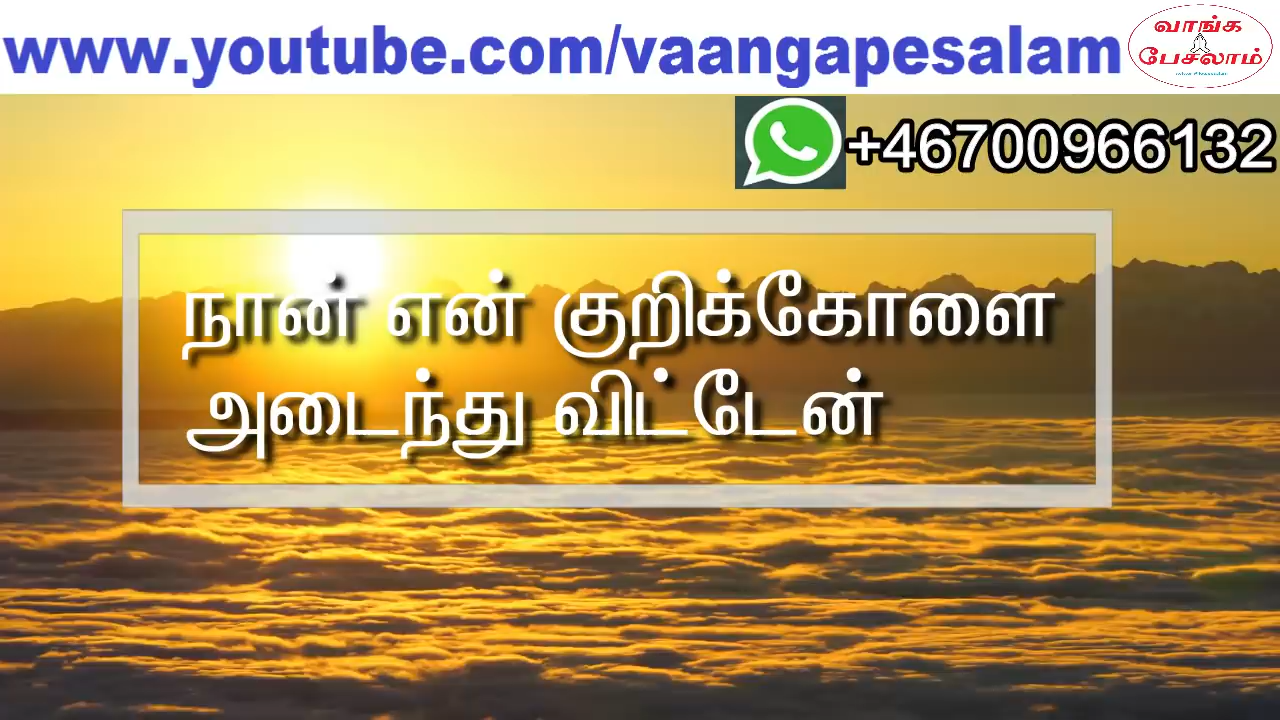 www.youtube.com/vaangapesalam
வாங்க
பேசலாம்
+46700966132
நான் என் குறிக்கோளை
அடைந்து விட்டேன்